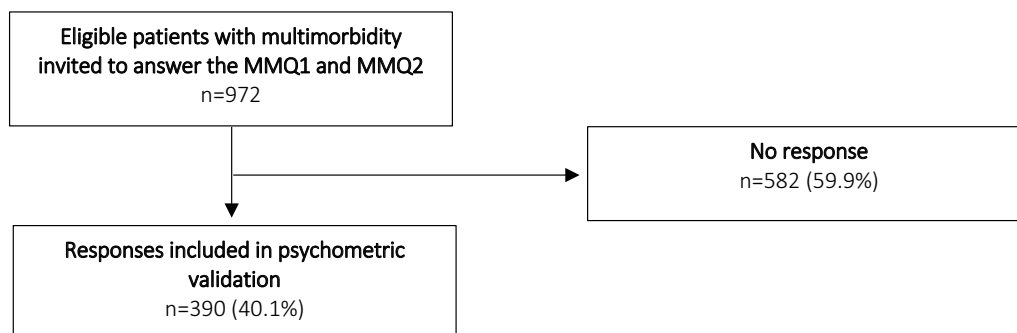 Eligible patients with multimorbidity
invited to answer the MMQ1 and MMQ2
n=972
No response
n=582 (59.9%)
Responses included in psychometric
validation
n=390 (40.1%)